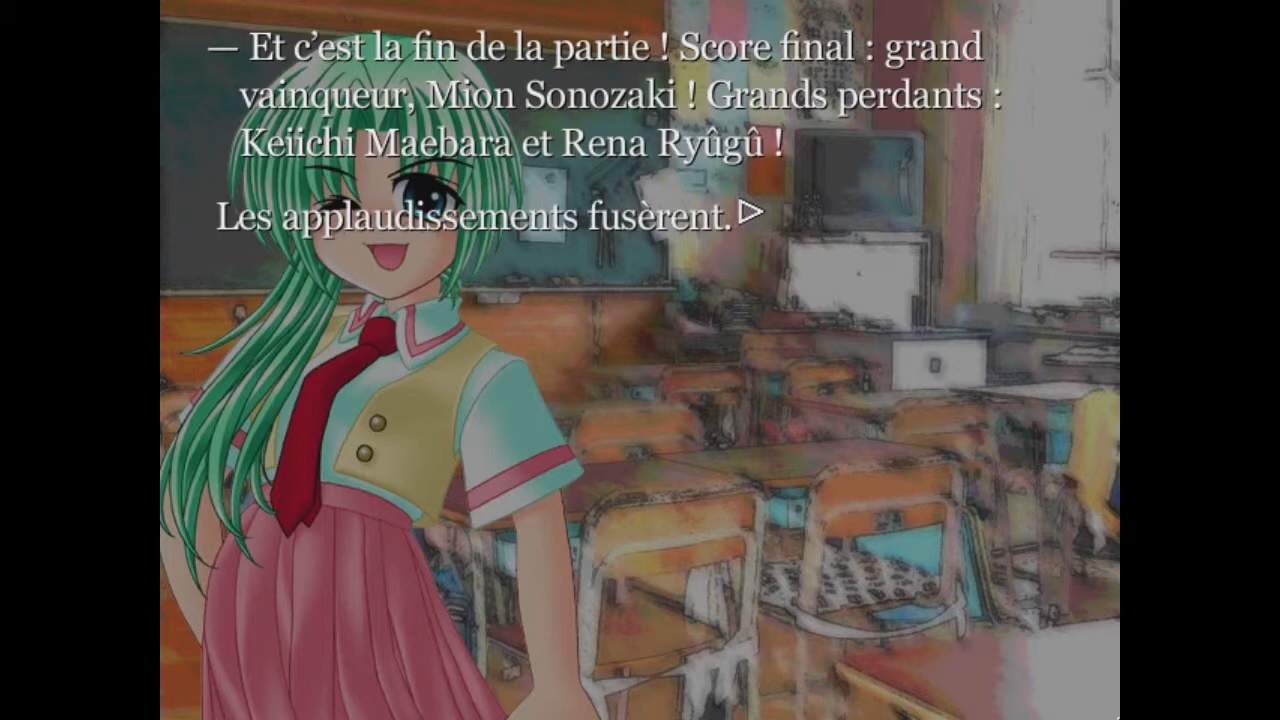 — Et c’est la fin de la partie ! Score final : grand
vainqueur, Mion Sonozaki ! Grands perdants :
Keiichi Maebara et Rena Ryûgû !
Les applaudissements fusèrent.